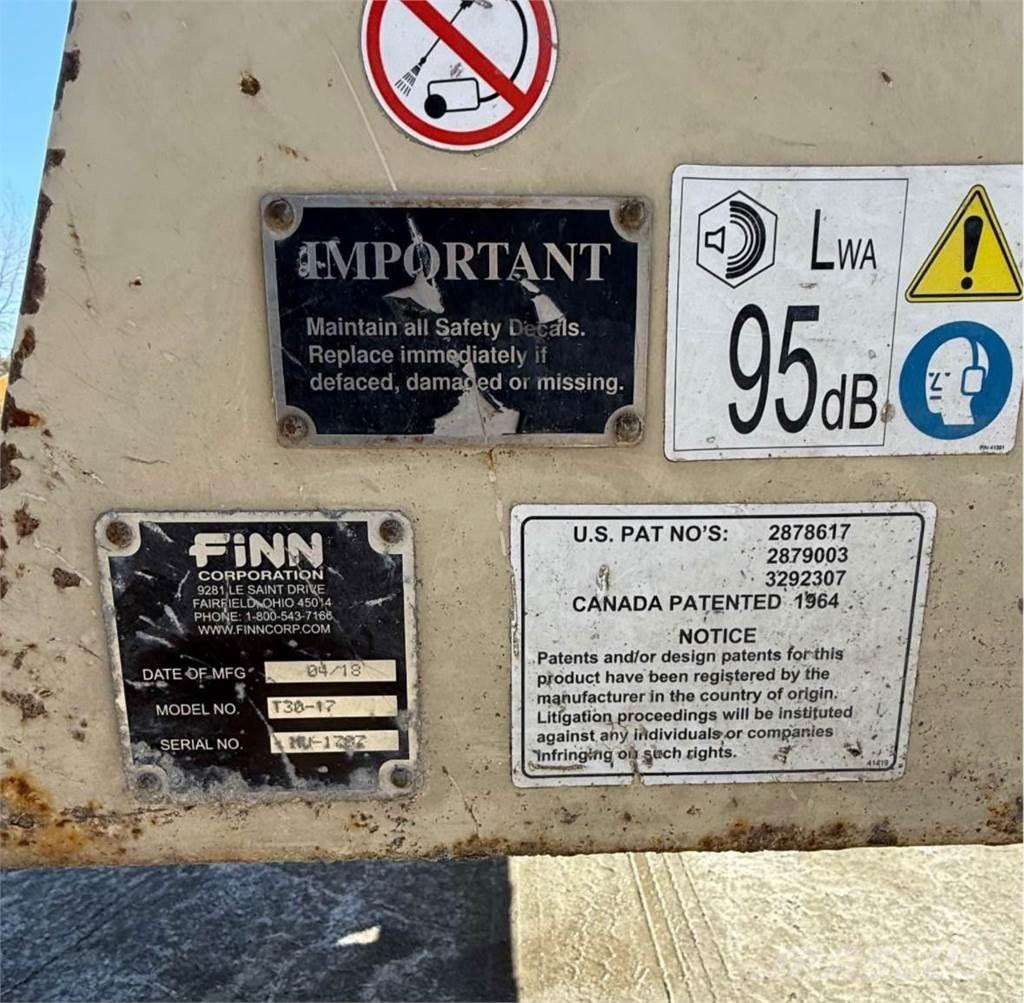 IMPORTANT
Maintain all Safety Decals.
Replace immediately if
defaced, damaged or missing.
LWA
95dB
P/N 41381
FiNN
CORPORATION
9281 LE SAINT DRIVE
FAIRFIELD, OHIO 45014
PHONE: 1-800-543-7166
WWW.FINNCORP.COM
DATE OF MFG 04/18
MODEL NO. T30-17
SERIAL NO.
U.S. PAT NO'S: 2878617
2879003
3292307
CANADA PATENTED 1964
NOTICE
Patents and/or design patents for this
product have been registered by the
manufacturer in the country of origin.
Litigation proceedings will be instituted
against any individuals or companies
infringing on such rights.
41419